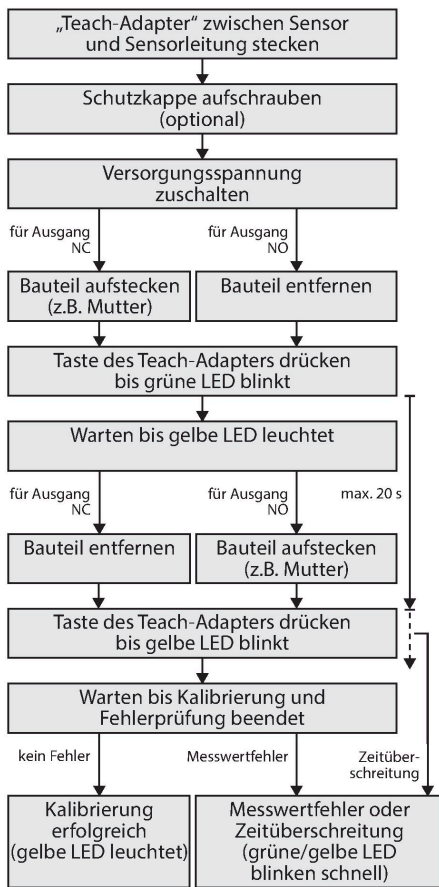 „Teach-Adapter“ zwischen Sensor
und Sensorleitung stecken
Schutzkappe aufschrauben
(optional)
Versorgungsspannung
zuschalten
für Ausgang
NC
für Ausgang
NO
Bauteil aufstecken
(z.B. Mutter)
Bauteil entfernen
Taste des Teach-Adapters drücken
bis grüne LED blinkt
Warten bis gelbe LED leuchtet
für Ausgang
NC
für Ausgang
NO
max. 20 s
Bauteil entfernen
Bauteil aufstecken
(z.B. Mutter)
Taste des Teach-Adapters drücken
bis gelbe LED blinkt
Warten bis Kalibrierung und
Fehlerprüfung beendet
kein Fehler
Messwertfehler
Zeitüber-
schreitung
Kalibrierung
erfolgreich
(gelbe LED leuchtet)
Messwertfehler oder
Zeitüberschreitung
(grüne/gelbe LED
blinken schnell)